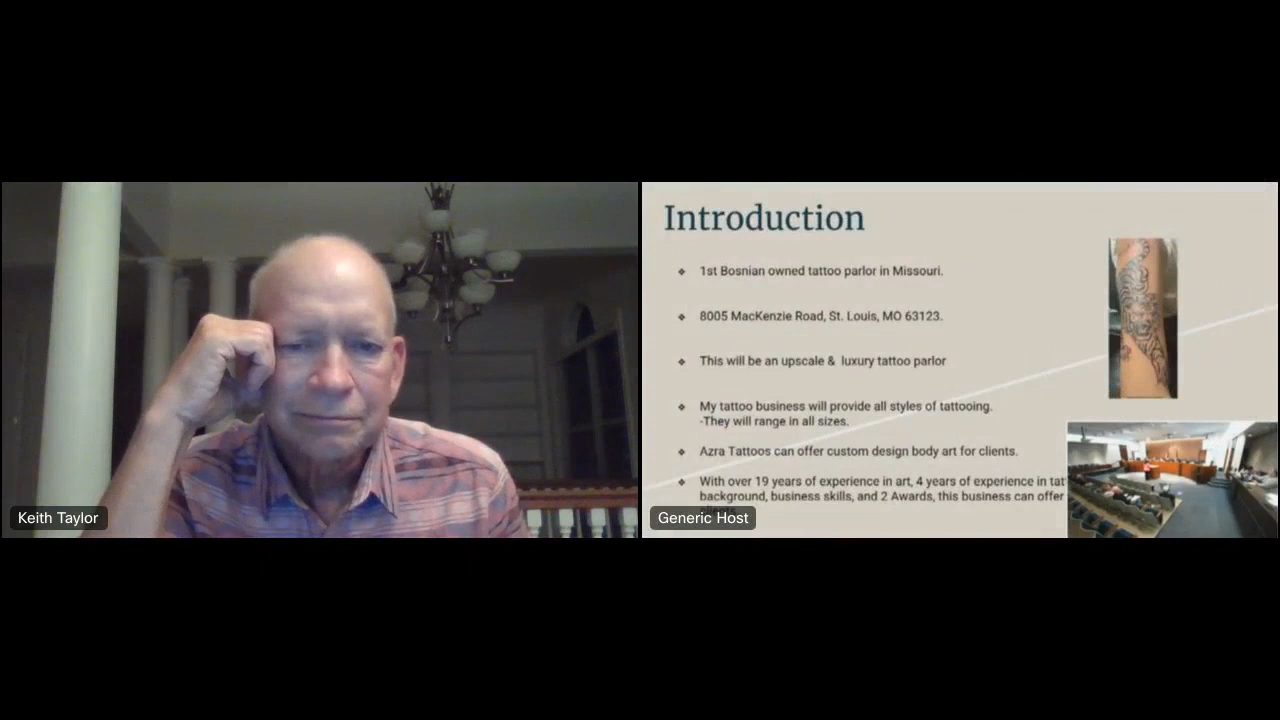 Introduction
❖ 1st Bosnian owned tattoo parlor in Missouri.
❖ 8005 MacKenzie Road, St. Louis, MO 63123.
❖ This will be an upscale & luxury tattoo parlor
❖ My tattoo business will provide all styles of tattooing.
-They will range in all sizes.
❖ Azra Tattoos can offer custom design body art for clients.
❖ With over 19 years of experience in art, 4 years of experience in
background, business skills, and 2 Awards, this business can offer
Keith Taylor
Generic Host